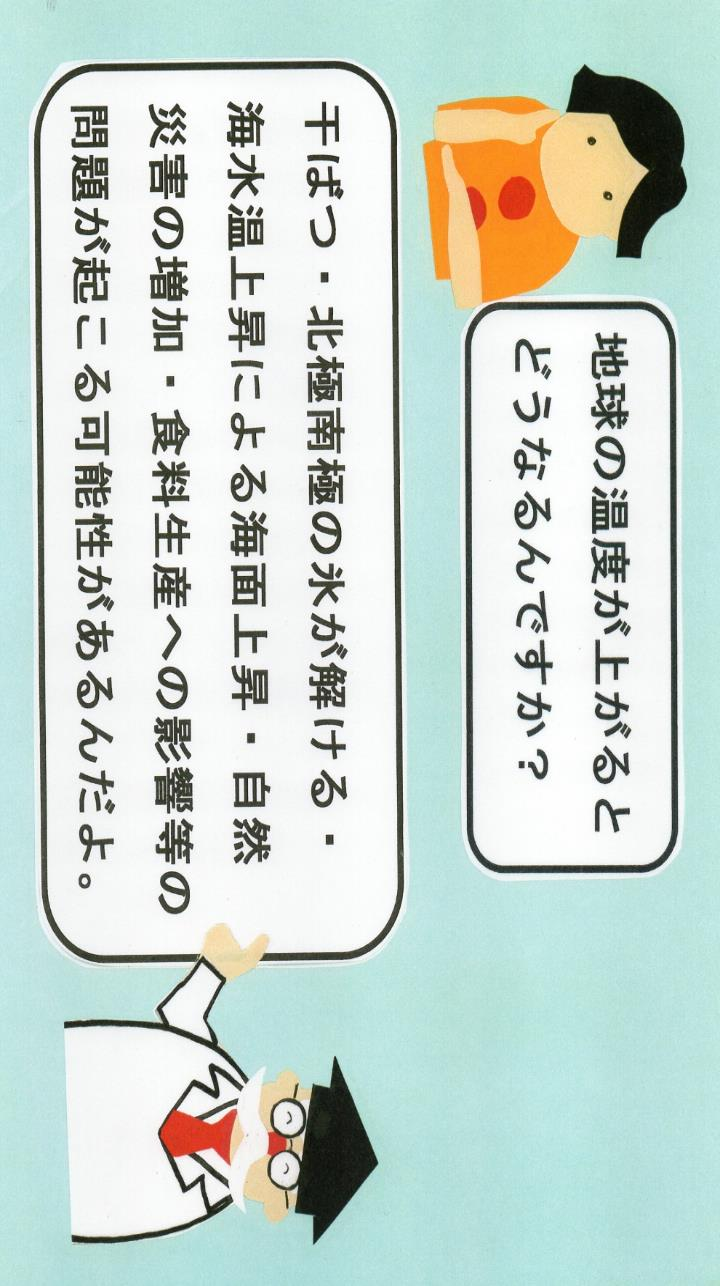 地球の温度が上がると
どうなるんですか？
干ばつ・北極南極の氷が解ける・
海水温上昇による海面上昇・自然
災害の増加・食料生産への影響等の
問題が起こる可能性があるんだよ。